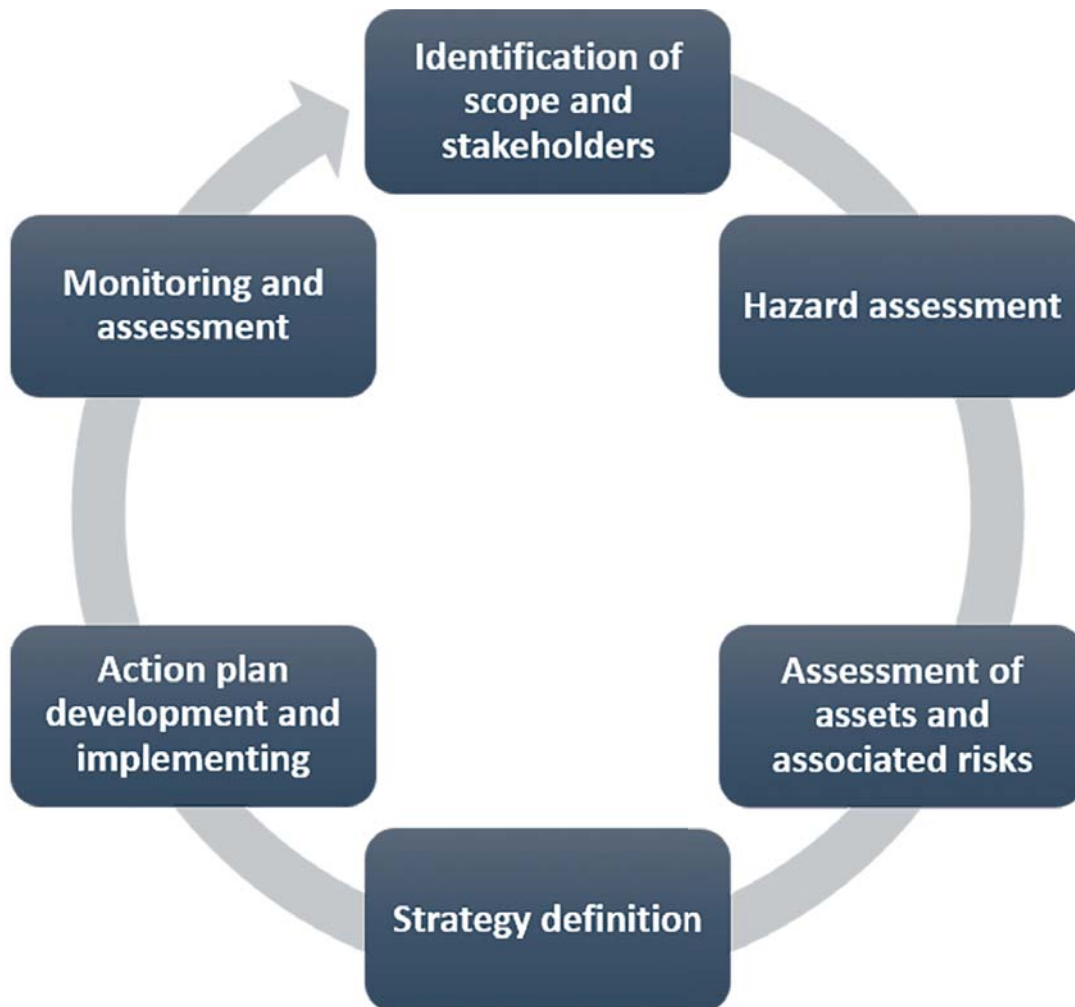 Identification of
scope and
stakeholders
Hazard assessment
Assessment of
assets and
associated risks
Strategy definition
Action plan
development and
implementing
Monitoring and
assessment